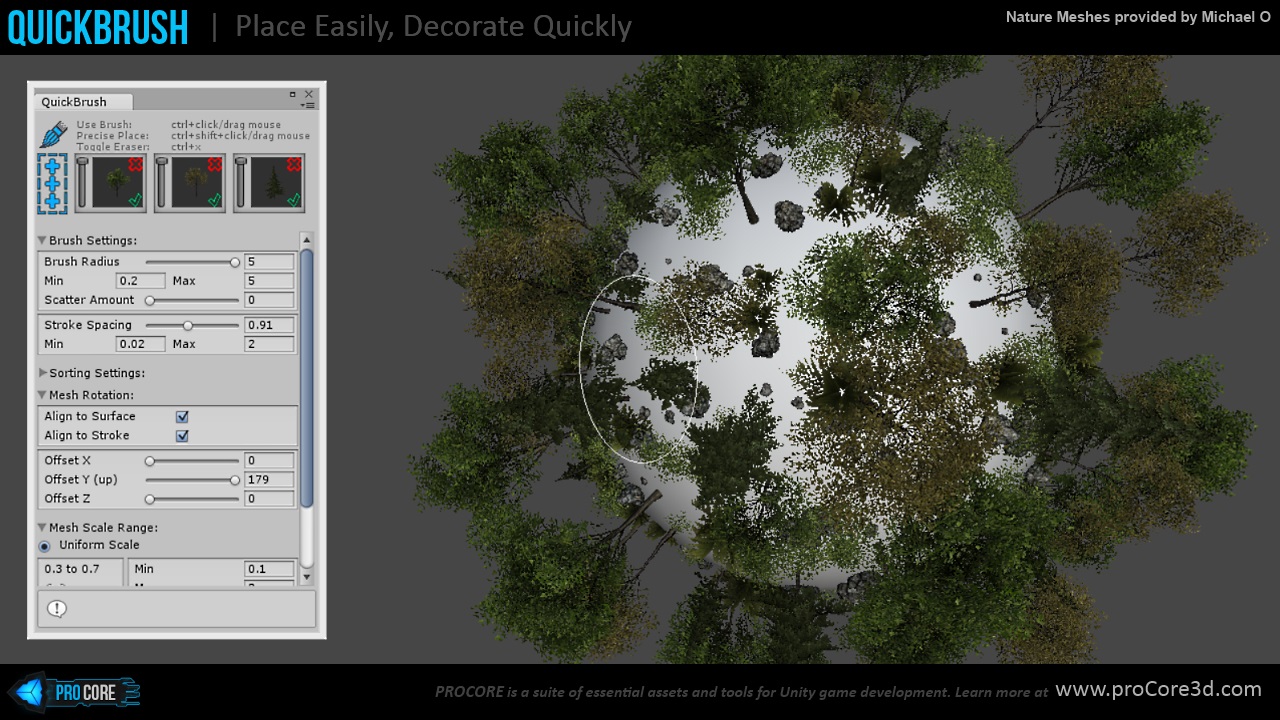 QUICKBRUSH | Place Easily, Decorate Quickly
Nature Meshes provided by Michael O
QuickBrush
Use Brush: ctrl+click/drag mouse
Precise Place: ctrl+shift+click/drag mouse
Toggle Eraser: ctrl+x
Brush Settings:
Brush Radius 5
Min 0.2 Max 5
Scatter Amount 0
Stroke Spacing 0.91
Min 0.02 Max 2
Sorting Settings:
Mesh Rotation:
Align to Surface
Align to Stroke
Offset X 0
Offset Y (up) 179
Offset Z 0
Mesh Scale Range:
Uniform Scale
0.3 to 0.7 Min 0.1
PROCORE
PROCORE is a suite of essential assets and tools for Unity game development. Learn more at www.proCore3d.com